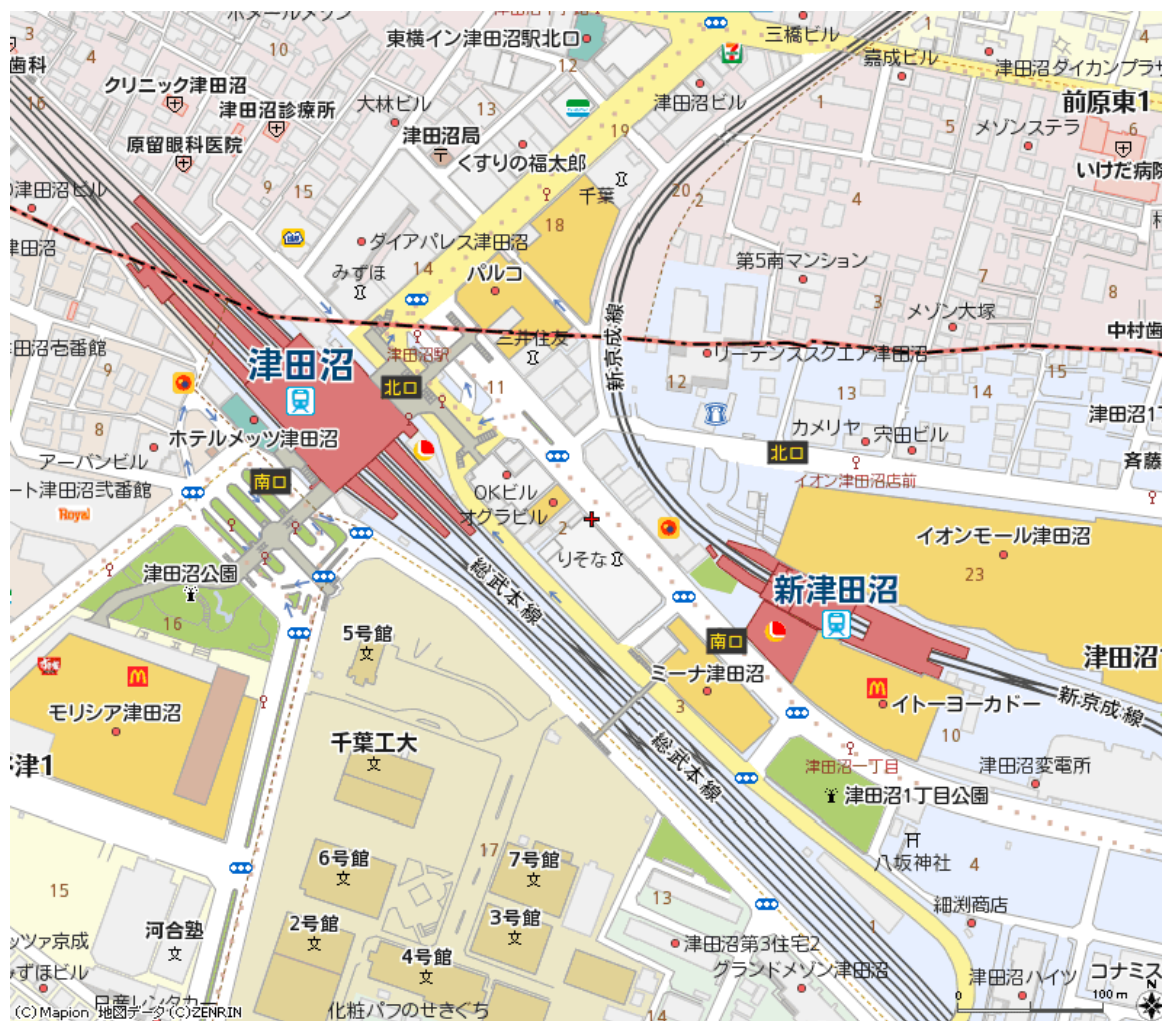 東横イン津田沼駅北口
三橋ビル
嘉成ビル
津田沼ダイカンプラザ
前原東1
クリニック津田沼
津田沼診療所
大林ビル
津田沼局
津田沼ビル
メゾンステラ
原留眼科医院
くすりの福太郎
いけだ病院
千葉
ダイアパレス津田沼
みずほ
パルコ
第5南マンション
メゾン大塚
中村歯
津田沼駅
三井住友
リーテンススクエア津田沼
新京成線
津田沼
北口
アーバンビル
ホテルメッツ津田沼
カメリヤ
穴田ビル
斉藤
北口
イオン津田沼店前
南口
Royal
OKビル
オグラビル
りそな
イオンモール津田沼
津田沼公園
総武本線
新津田沼
南口
5号館
ミーナ津田沼
イトーヨーカドー
新京成線
モリシア津田沼
千葉工大
総武本線
津田沼一丁目
津田沼変電所
津田沼1丁目公園
八坂神社
6号館
7号館
2号館
3号館
4号館
河合塾
細渕商店
津田沼第3住宅2
グランドメゾン津田沼
津田沼ハイツ
コナミス
化粧パフのせきぐち
日産レンタカー
100 m
N
(C)Mapion 地図データ(C)ZENRIN